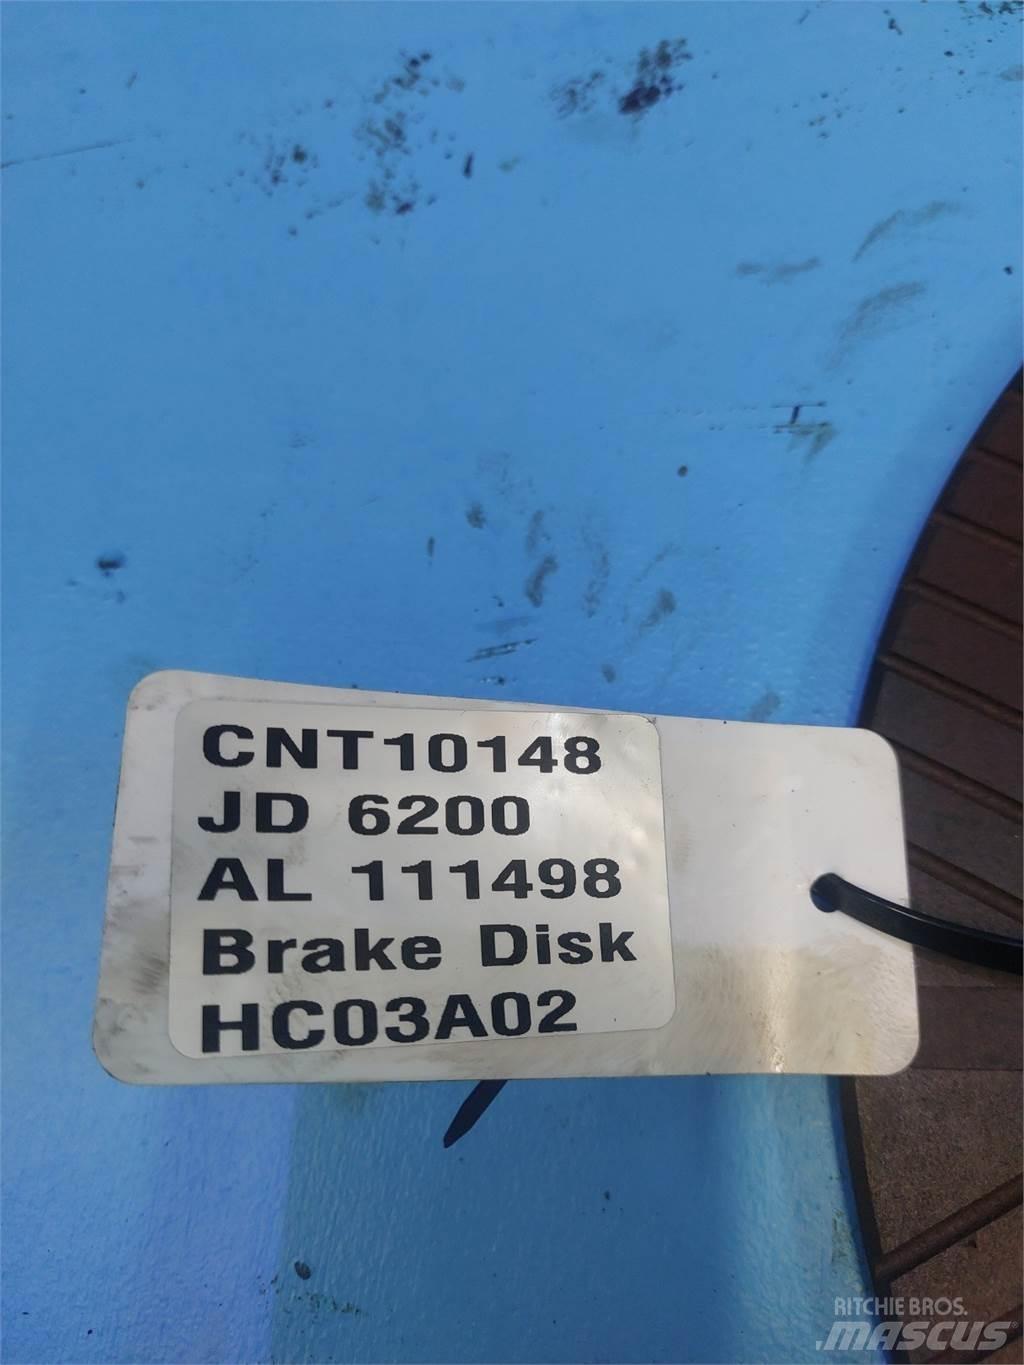 CNT10148
JD 6200
AL 111498
Brake Disk
HC03A02
RITCHIE BROS.
MASCUS